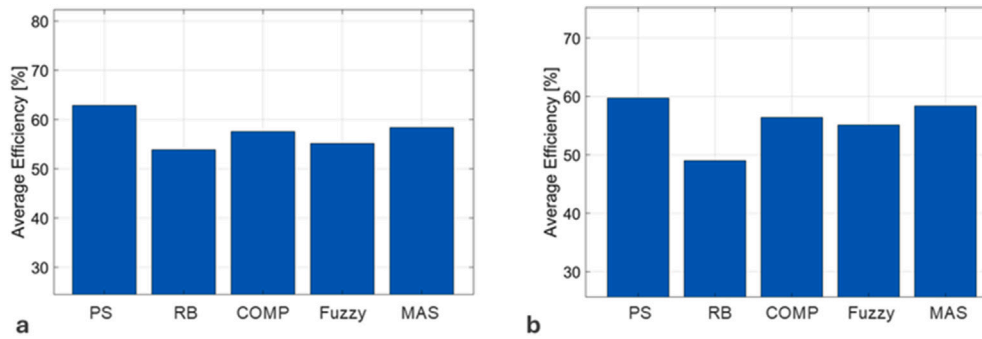 Average Efficiency [%]
80
70
60
50
40
30
PS RB COMP Fuzzy MAS
a
Average Efficiency [%]
70
60
50
40
30
PS RB COMP Fuzzy MAS
b